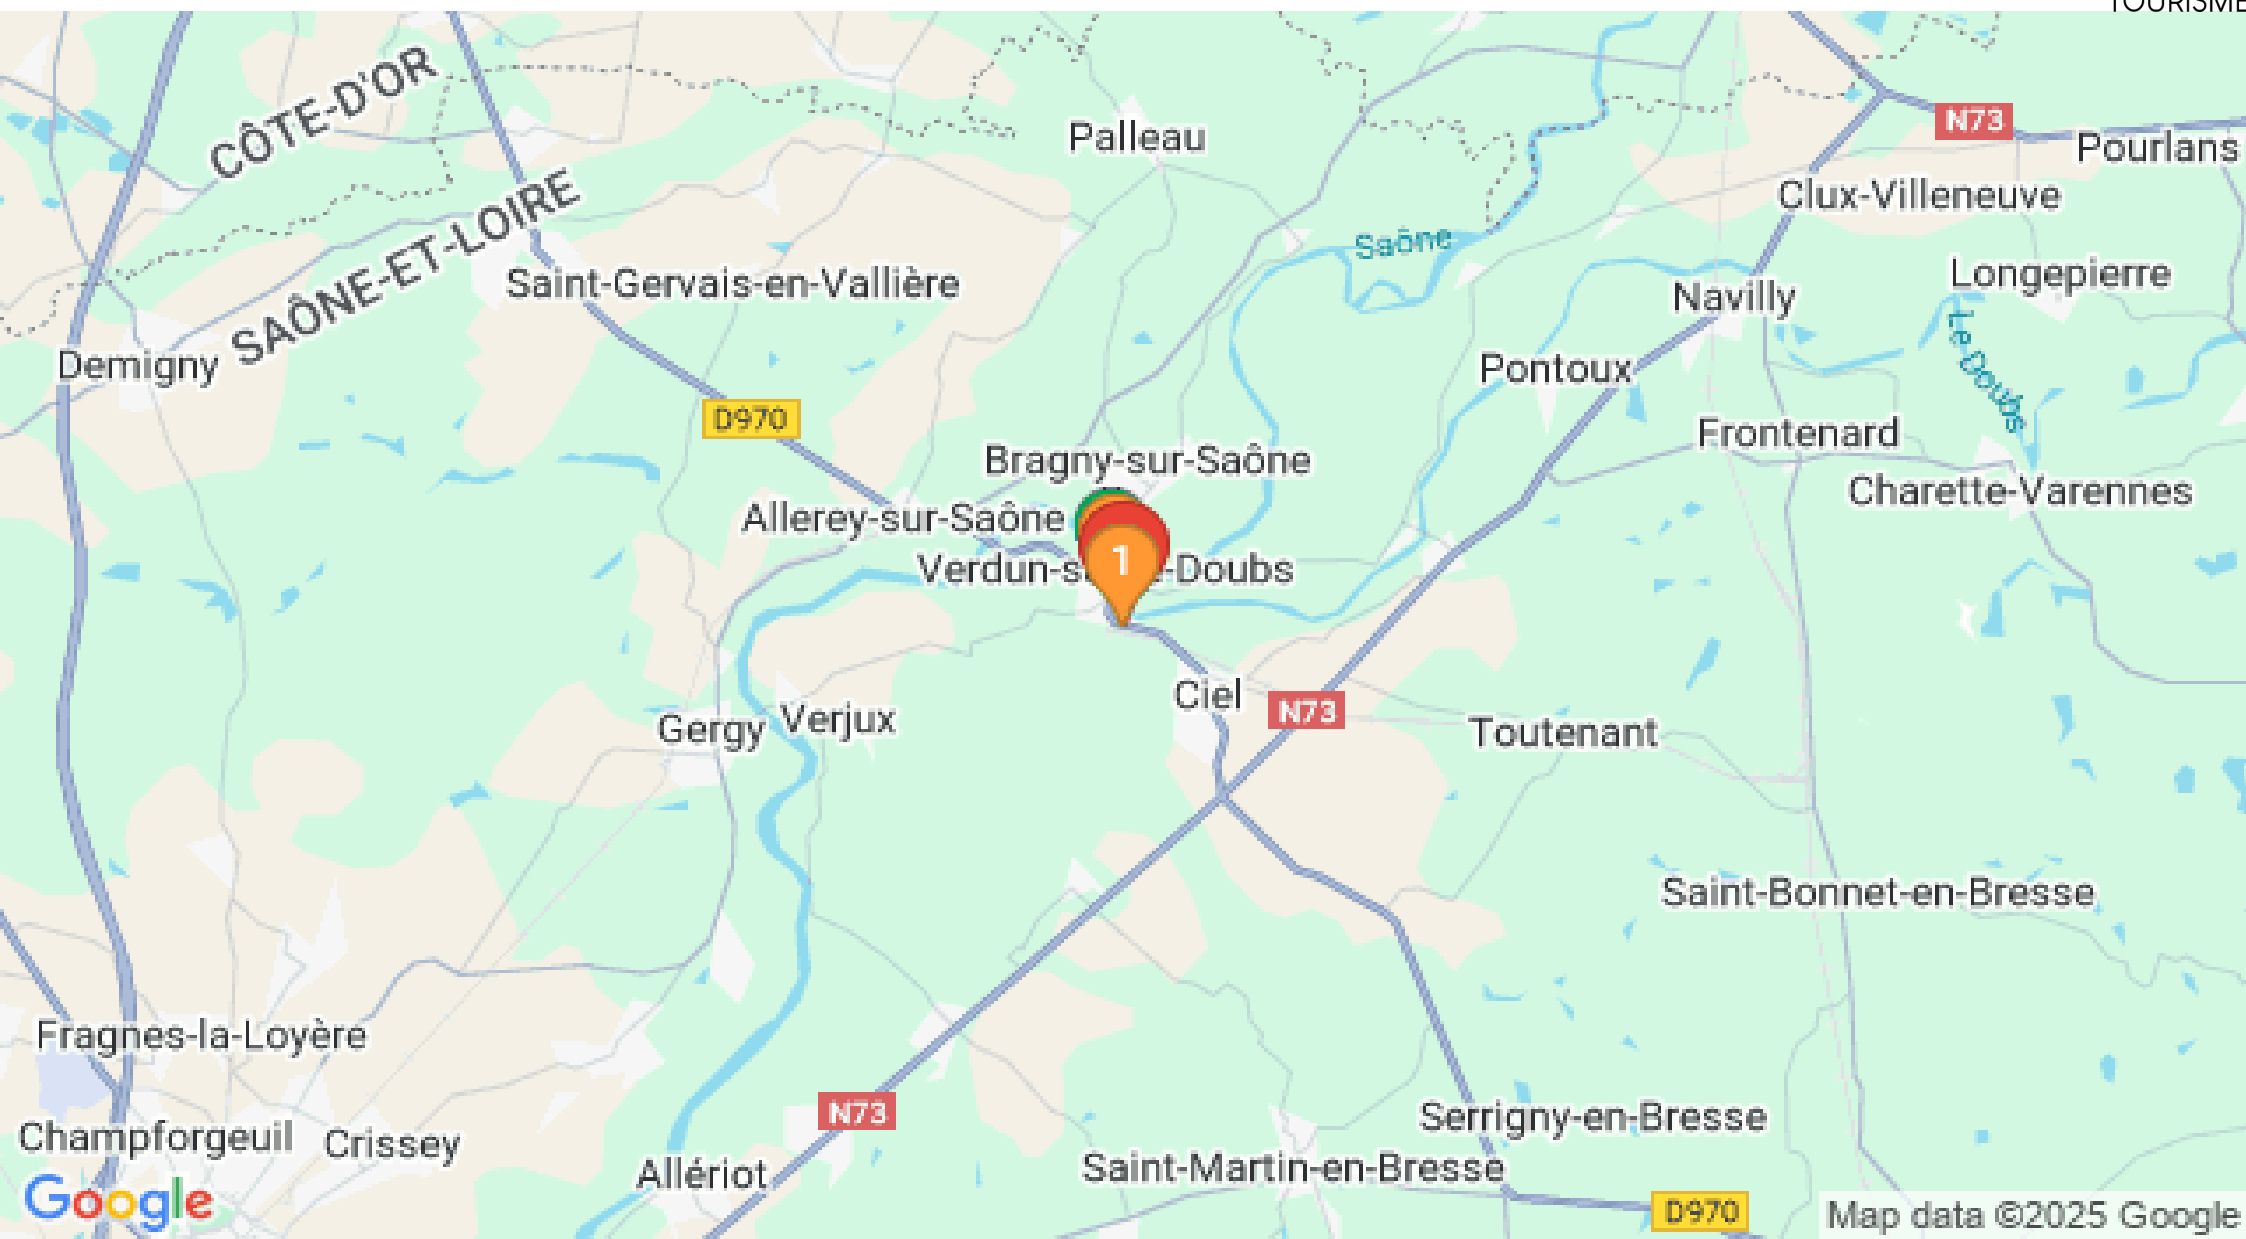 TOURISME
CÔTE-D'OR
SAÔNE-ET-LOIRE
Palleau
N73
Pourlans
Clux-Villeneuve
Saône
Longepierre
Saint-Gervais-en-Vallière
Navilly
Le Doubs
Demigny
Pontoux
D970
Frontenard
Bragny-sur-Saône
Charette-Varennes
Allerey-sur-Saône
1
Verdun-s Doubs
Ciel
N73
Gergy
Verjux
Toutenant
Saint-Bonnet-en-Bresse
Fragnes-la-Loyère
N73
Serrigny-en-Bresse
Champforgeuil
Crissey
Allériot
Saint-Martin-en-Bresse
Google
D970
Map data ©2025 Google